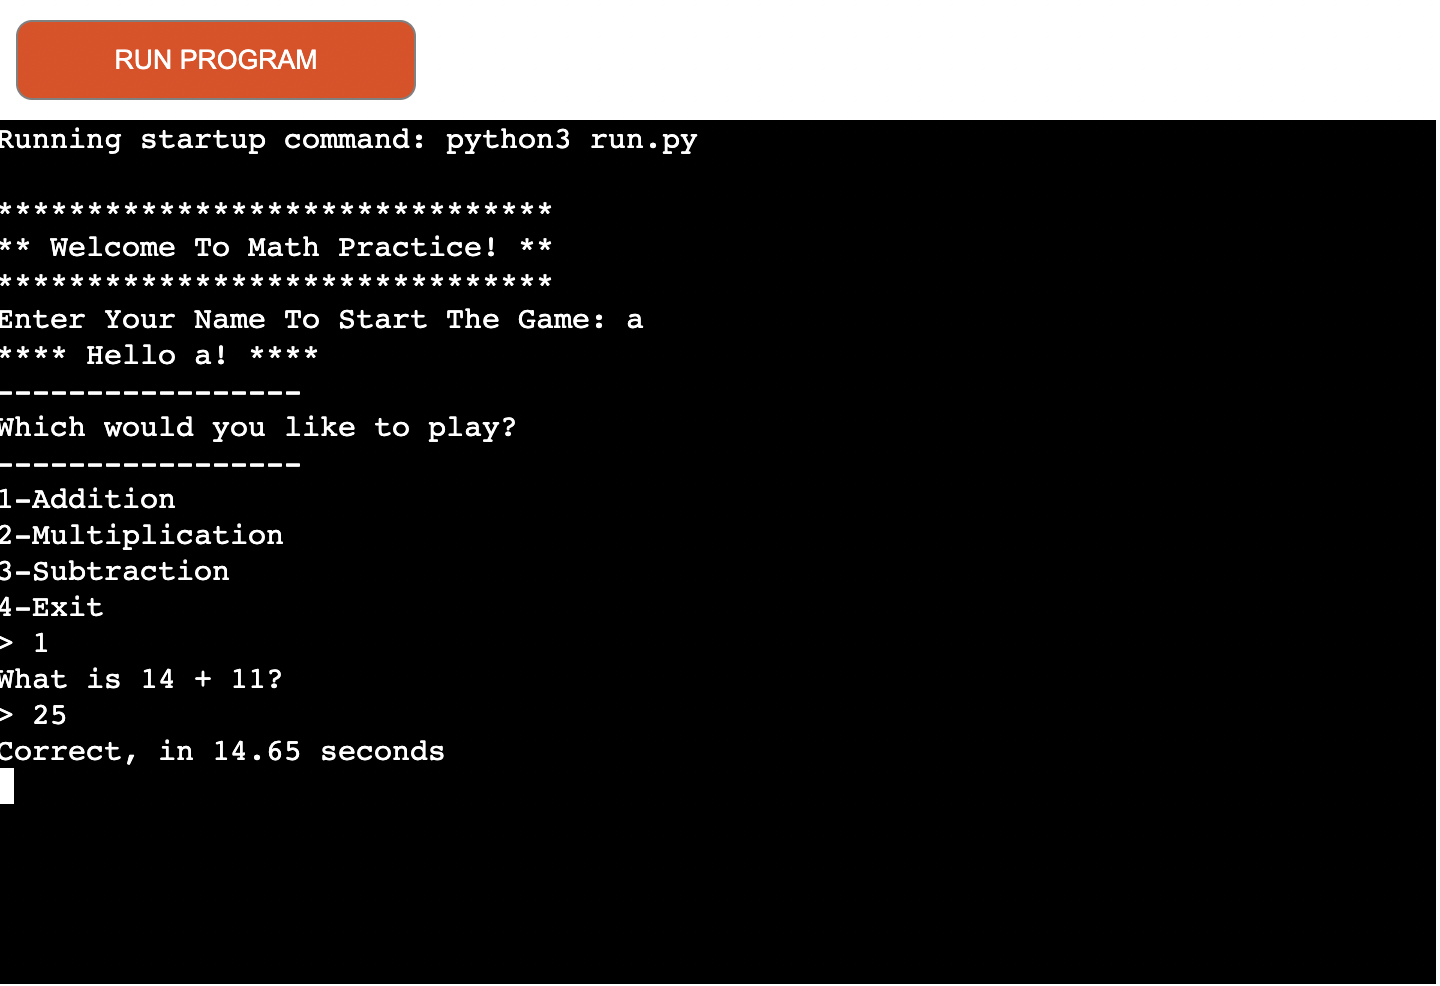 RUN PROGRAM
Running startup command: python3 run.py
*******************************
** Welcome To Math Practice! **
*******************************
Enter Your Name To Start The Game: a
**** Hello a! ****
-----------------
Which would you like to play?
-----------------
1-Addition
2-Multiplication
3-Subtraction
4-Exit
> 1
What is 14 + 11?
> 25
Correct, in 14.65 seconds